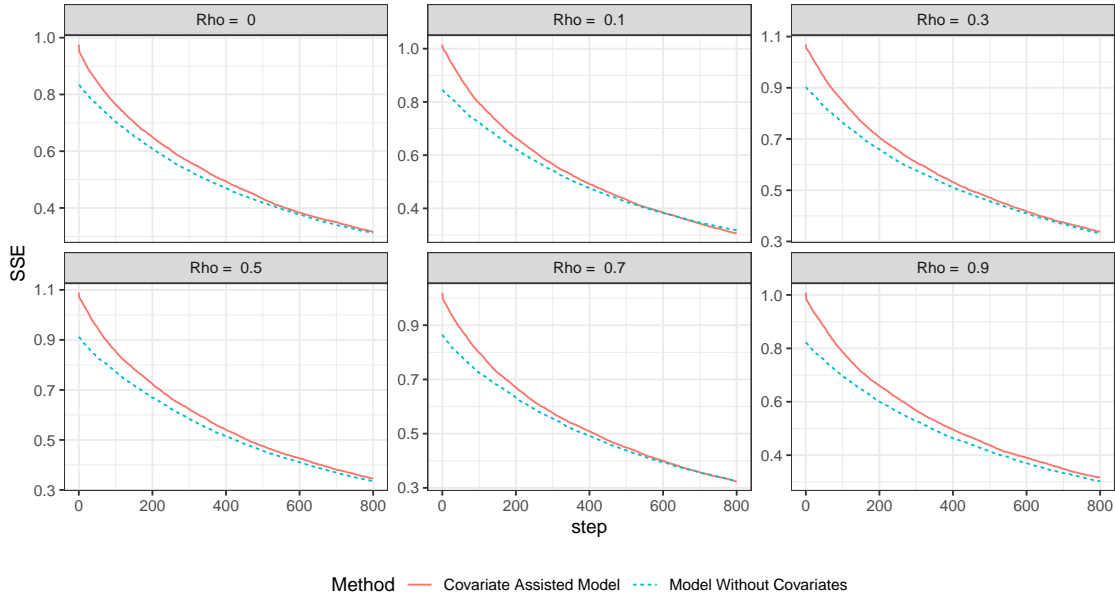 Rho =  0
Rho =  0.1
Rho =  0.3
1.0
0.8
0.6
0.4
1.0
0.8
0.6
0.4
1.1
0.9
0.7
0.5
0.3
SSE
Rho =  0.5
Rho =  0.7
Rho =  0.9
1.1
0.9
0.7
0.5
0.3
0.9
0.7
0.5
0.3
1.0
0.8
0.6
0.4
0 200 400 600 800
0 200 400 600 800
0 200 400 600 800
step
Method Covariate Assisted Model Model Without Covariates